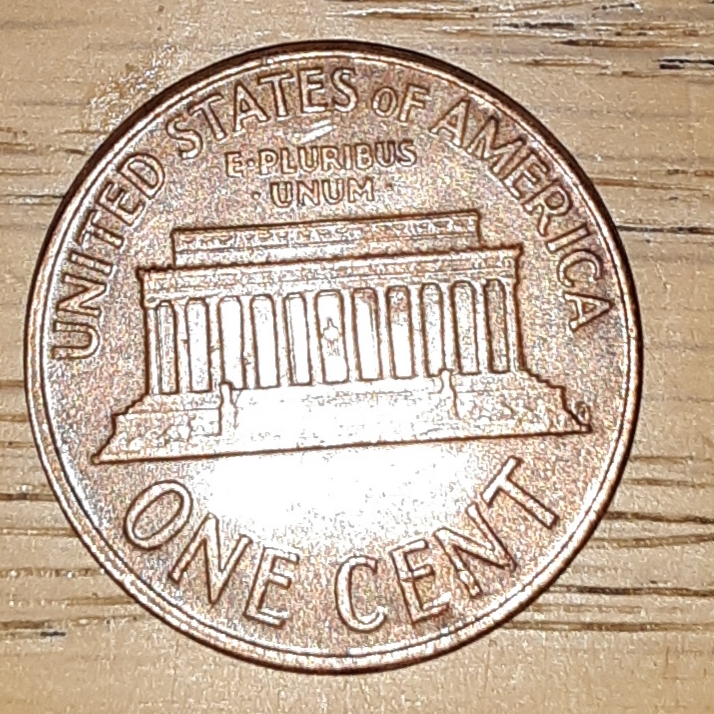 UNITED STATES OF AMERICA
E·PLURIBUS
·UNUM·
ONE CENT